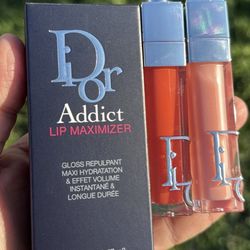 Dior
Addict
LIP MAXIMIZER
GLOSS REPULPANT
MAXI HYDRATATION
& EFFET VOLUME
INSTANTANÉ &
LONGUE DURÉE